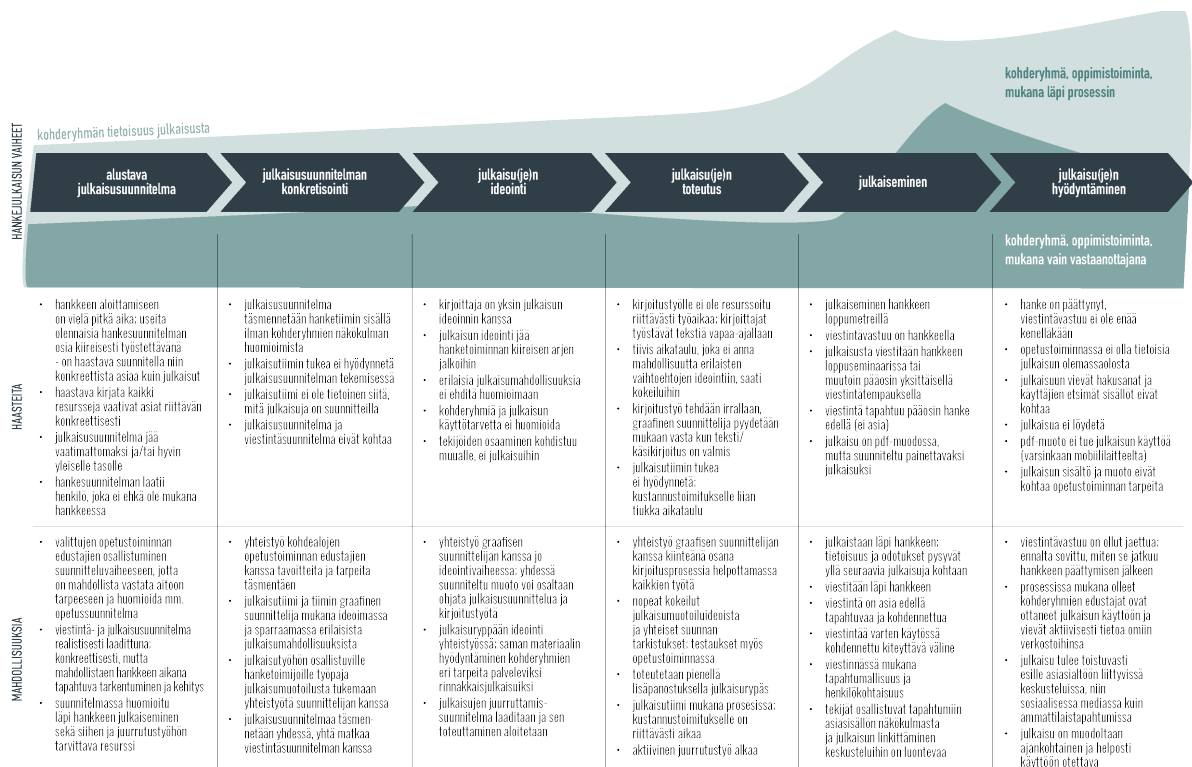 kohderyhmä, oppimistoiminta,
mukana läpi prosessin
kohderyhmän tietoisuus julkaisusta
HANKEJULKAISUN VAIHEET
alustava
julkaisusuunnitelma
julkaisusuunnitelman
konkretisointi
julkaisu(je)n
ideointi
julkaisu(je)n
toteutus
julkaiseminen
julkaisu(je)n
hyödyntäminen
kohderyhmä, oppimistoiminta,
mukana vain vastaanottajana
HAASTEITA
• hankkeen aloittamiseen
on vielä pitkä aika; useita
olennaisia hankesuunnitelman
osia kiireisesti työstettävänä
- on haastava suunnitella niin
konkreettista asiaa kuin julkaisut
• haastava kirjata kaikki
resursseja vaativat asiat riittävän
konkreettisesti
• julkaisusuunnitelma jää
vaatimattomaksi ja/tai hyvin
yleiselle tasolle
• hankesuunnitelman laatii
henkilö, joka ei ehkä ole mukana
hankkeessa
• julkaisusuunnitelma
täsmennetään hanketiimin sisällä
ilman kohderyhmien näkökulman
huomioimista
• julkaisutiimin tukea ei hyödynnetä
julkaisusuunnitelman tekemisessä
• julkaisutiimi ei ole tietoinen siitä,
mitä julkaisuja on suunnitteilla
• julkaisusuunnitelma ja
viestintäsuunnitelma eivät kohtaa
• kirjoittaja on yksin julkaisun
ideoinnin kanssa
• julkaisun ideointi jää
hanketoiminnan kiireisen arjen
jalkoihin
• erilaisia julkaisumahdollisuuksia
ei ehditä huomioimaan
• kohderyhmiä ja julkaisun
käyttötarvetta ei huomioida
• tekijöiden osaaminen kohdistuu
muualle, ei julkaisuihin
• kirjoitustyölle ei ole resurssoitu
riittävästi työaikaa; kirjoittajat
työstävät tekstiä vapaa-ajallaan
• tiivis aikataulu, joka ei anna
mahdollisuutta erilaisten
vaihtoehtojen ideointiin, saati
kokeiluihin
• kirjoitustyö tehdään irrallaan,
graafinen suunnittelija pyydetään
mukaan vasta kun teksti/
käsikirjoitus on valmis
• julkaisutiimin tukea
ei hyödynnetä;
kustannustoimitukselle liian
tiukka aikataulu
• julkaiseminen hankkeen
loppumetreillä
• viestintävastuu on hankkeella
• julkaisusta viestitään hankkeen
loppuseminaarissa tai
muutoin pääosin yksittäisellä
viestintätempauksella
• viestintä tapahtuu pääosin hanke
edellä (ei asia)
• julkaisu on pdf-muodossa,
mutta suunniteltu painettavaksi
julkaisuksi
• hanke on päättynyt,
viestintävastuu ei ole enää
kenelläkään
• opetustoiminnassa ei olla tietoisia
julkaisun olemassaolosta
• julkaisuun vievät hakusanat ja
käyttäjien etsimät sisällöt eivät
kohtaa
• julkaisua ei löydetä
• pdf-muoto ei tue julkaisun käyttöä
(varsinkaan mobiililaitteelta)
• julkaisun sisältö ja muoto eivät
kohtaa opetustoiminnan tarpeita
MAHDOLLISUUKSIA
• valittujen opetustoiminnan
edustajien osallistuminen
suunnitteluvaiheeseen, jotta
on mahdollista vastata aitoon
tarpeeseen ja huomioida mm.
opetussuunnitelma
• viestintä- ja julkaisusuunnitelma
realistisesti laadittuna;
konkreettisesti, mutta
mahdollistaen hankkeen aikana
tapahtuva tarkentuminen ja kehitys
• suunnitelmassa huomioitu
läpi hankkeen julkaiseminen
sekä siihen ja juurrutustyöhön
tarvittava resurssi
• yhteistyö kohdealojen
opetustoiminnan edustajien
kanssa tavoitteita ja tarpeita
täsmentäen
• julkaisutiimi ja tiimin graafinen
suunnittelija mukana ideoimassa
ja sparraamassa erilaisista
julkaisumahdollisuuksista
• julkaisutyöhön osallistuville
hanketoimijoille työpaja
julkaisumuotoilusta tukemaan
yhteistyötä suunnittelijan kanssa
• julkaisusuunnitelmaa täsmen-
netään yhdessä, yhtä matkaa
viestintäsuunnitelman kanssa
• yhteistyö graafisen
suunnittelijan kanssa jo
ideointivaiheessa; yhdessä
suunniteltu muoto voi osaltaan
ohjata julkaisusuunnittelua ja
kirjoitustyötä
• julkaisuryppään ideointi
yhteistyössä; saman materiaalin
hyödyntäminen kohderyhmien
eri tarpeita palveleviksi
rinnakkaisjulkaisuiksi
• julkaisujen juurruttamis-
suunnitelma laaditaan ja sen
toteuttaminen aloitetaan
• yhteistyö graafisen suunnittelijan
kanssa kiinteänä osana
kirjoitusprosessia helpottamassa
kaikkien työtä
• nopeat kokeilut
julkaisumuotoiluideoista
ja yhteiset suunnan
tarkistukset; testaukset myös
opetustoiminnassa
• toteutetaan pienellä
lisäpanostuksella julkaisurypäs
• julkaisutiimi mukana prosessissa;
kustannustoimitukselle on
riittävästi aikaa
• aktiivinen juurrutustyö alkaa
• julkaistaan läpi hankkeen;
tietoisuus ja odotukset pysyvät
yllä seuraavia julkaisuja kohtaan
• viestitään läpi hankkeen
• viestintä on asia edellä
tapahtuvaa ja kohdennettua
• viestintää varten käytössä
kohdennettu kiteyttävä väline
• viestinnässä mukana
tapahtumallisuus ja
henkilökohtaisuus
• tekijät osallistuvat tapahtumiin
asiasisällön näkökulmasta
ja julkaisun linkittäminen
keskusteluihin on luontevaa
• viestintävastuu on ollut jaettua;
ennalta sovittu, miten se jatkuu
hankkeen päättymisen jälkeen
• prosessissa mukana olleet
kohderyhmien edustajat ovat
ottaneet julkaisun käyttöön ja
vievät aktiivisesti tietoa omiin
verkostoihinsa
• julkaisu tulee toistuvasti
esille asiasisältöön liittyvissä
keskusteluissa, niin
sosiaalisessa mediassa kuin
ammattilaistapahtumissa
• julkaisu on muodoltaan
ajankohtainen ja helposti
käyttöön otettava